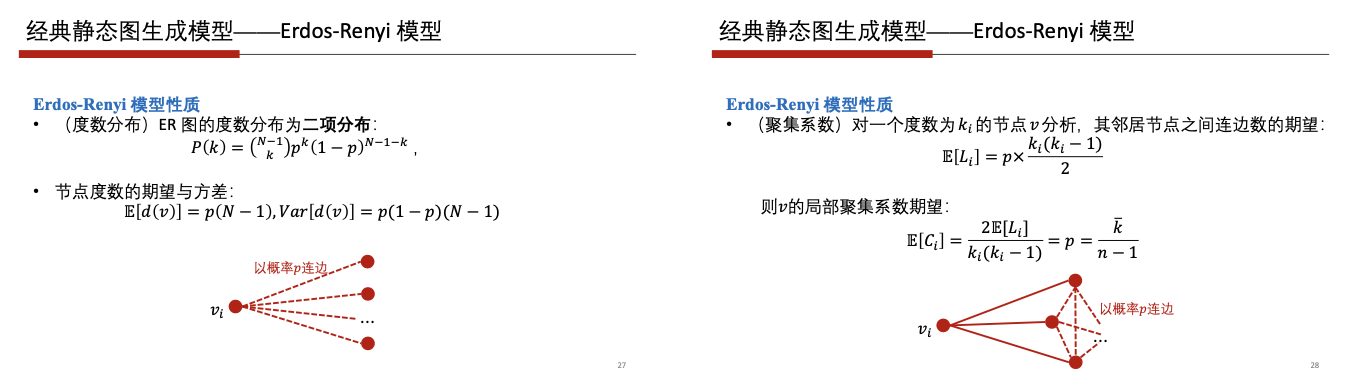 经典静态图生成模型——Erdos-Renyi 模型
Erdos-Renyi 模型性质
• （度数分布）ER 图的度数分布为二项分布：
P(k) = \binom{N-1}{k} p^k (1-p)^{N-1-k}，
• 节点度数的期望与方差：
𝔼[d(v)] = p(N − 1), Var[d(v)] = p(1 − p)(N − 1)
以概率p连边
v_i
...
27
经典静态图生成模型——Erdos-Renyi 模型
Erdos-Renyi 模型性质
• （聚集系数）对一个度数为 k_i 的节点 v 分析，其邻居节点之间连边数的期望：
𝔼[L_i] = p× \frac{k_i(k_i − 1)}{2}
则v的局部聚集系数期望：
𝔼[C_i] = \frac{2𝔼[L_i]}{k_i(k_i − 1)} = p = \frac{\bar{k}}{n − 1}
以概率p连边
v_i
...
28